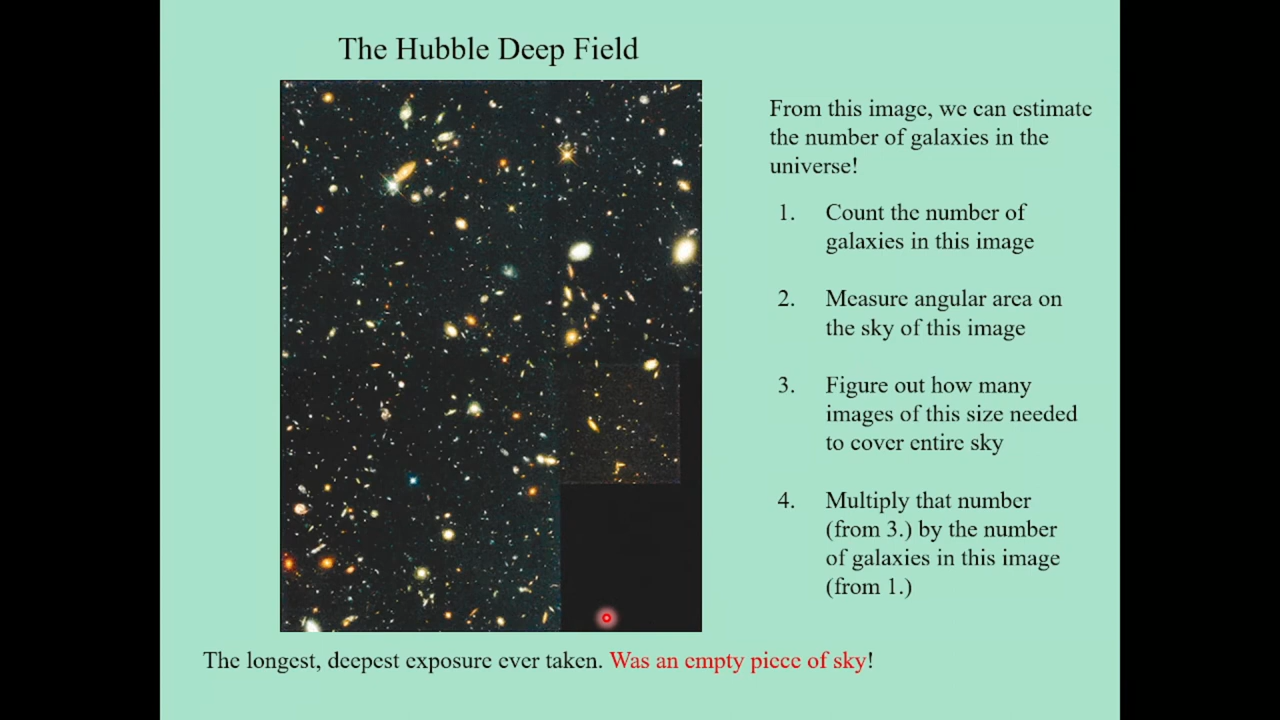 The Hubble Deep Field
From this image, we can estimate
the number of galaxies in the
universe!
1. Count the number of
galaxies in this image
2. Measure angular area on
the sky of this image
3. Figure out how many
images of this size needed
to cover entire sky
4. Multiply that number
(from 3.) by the number
of galaxies in this image
(from 1.)
The longest, deepest exposure ever taken. Was an empty piece of sky!